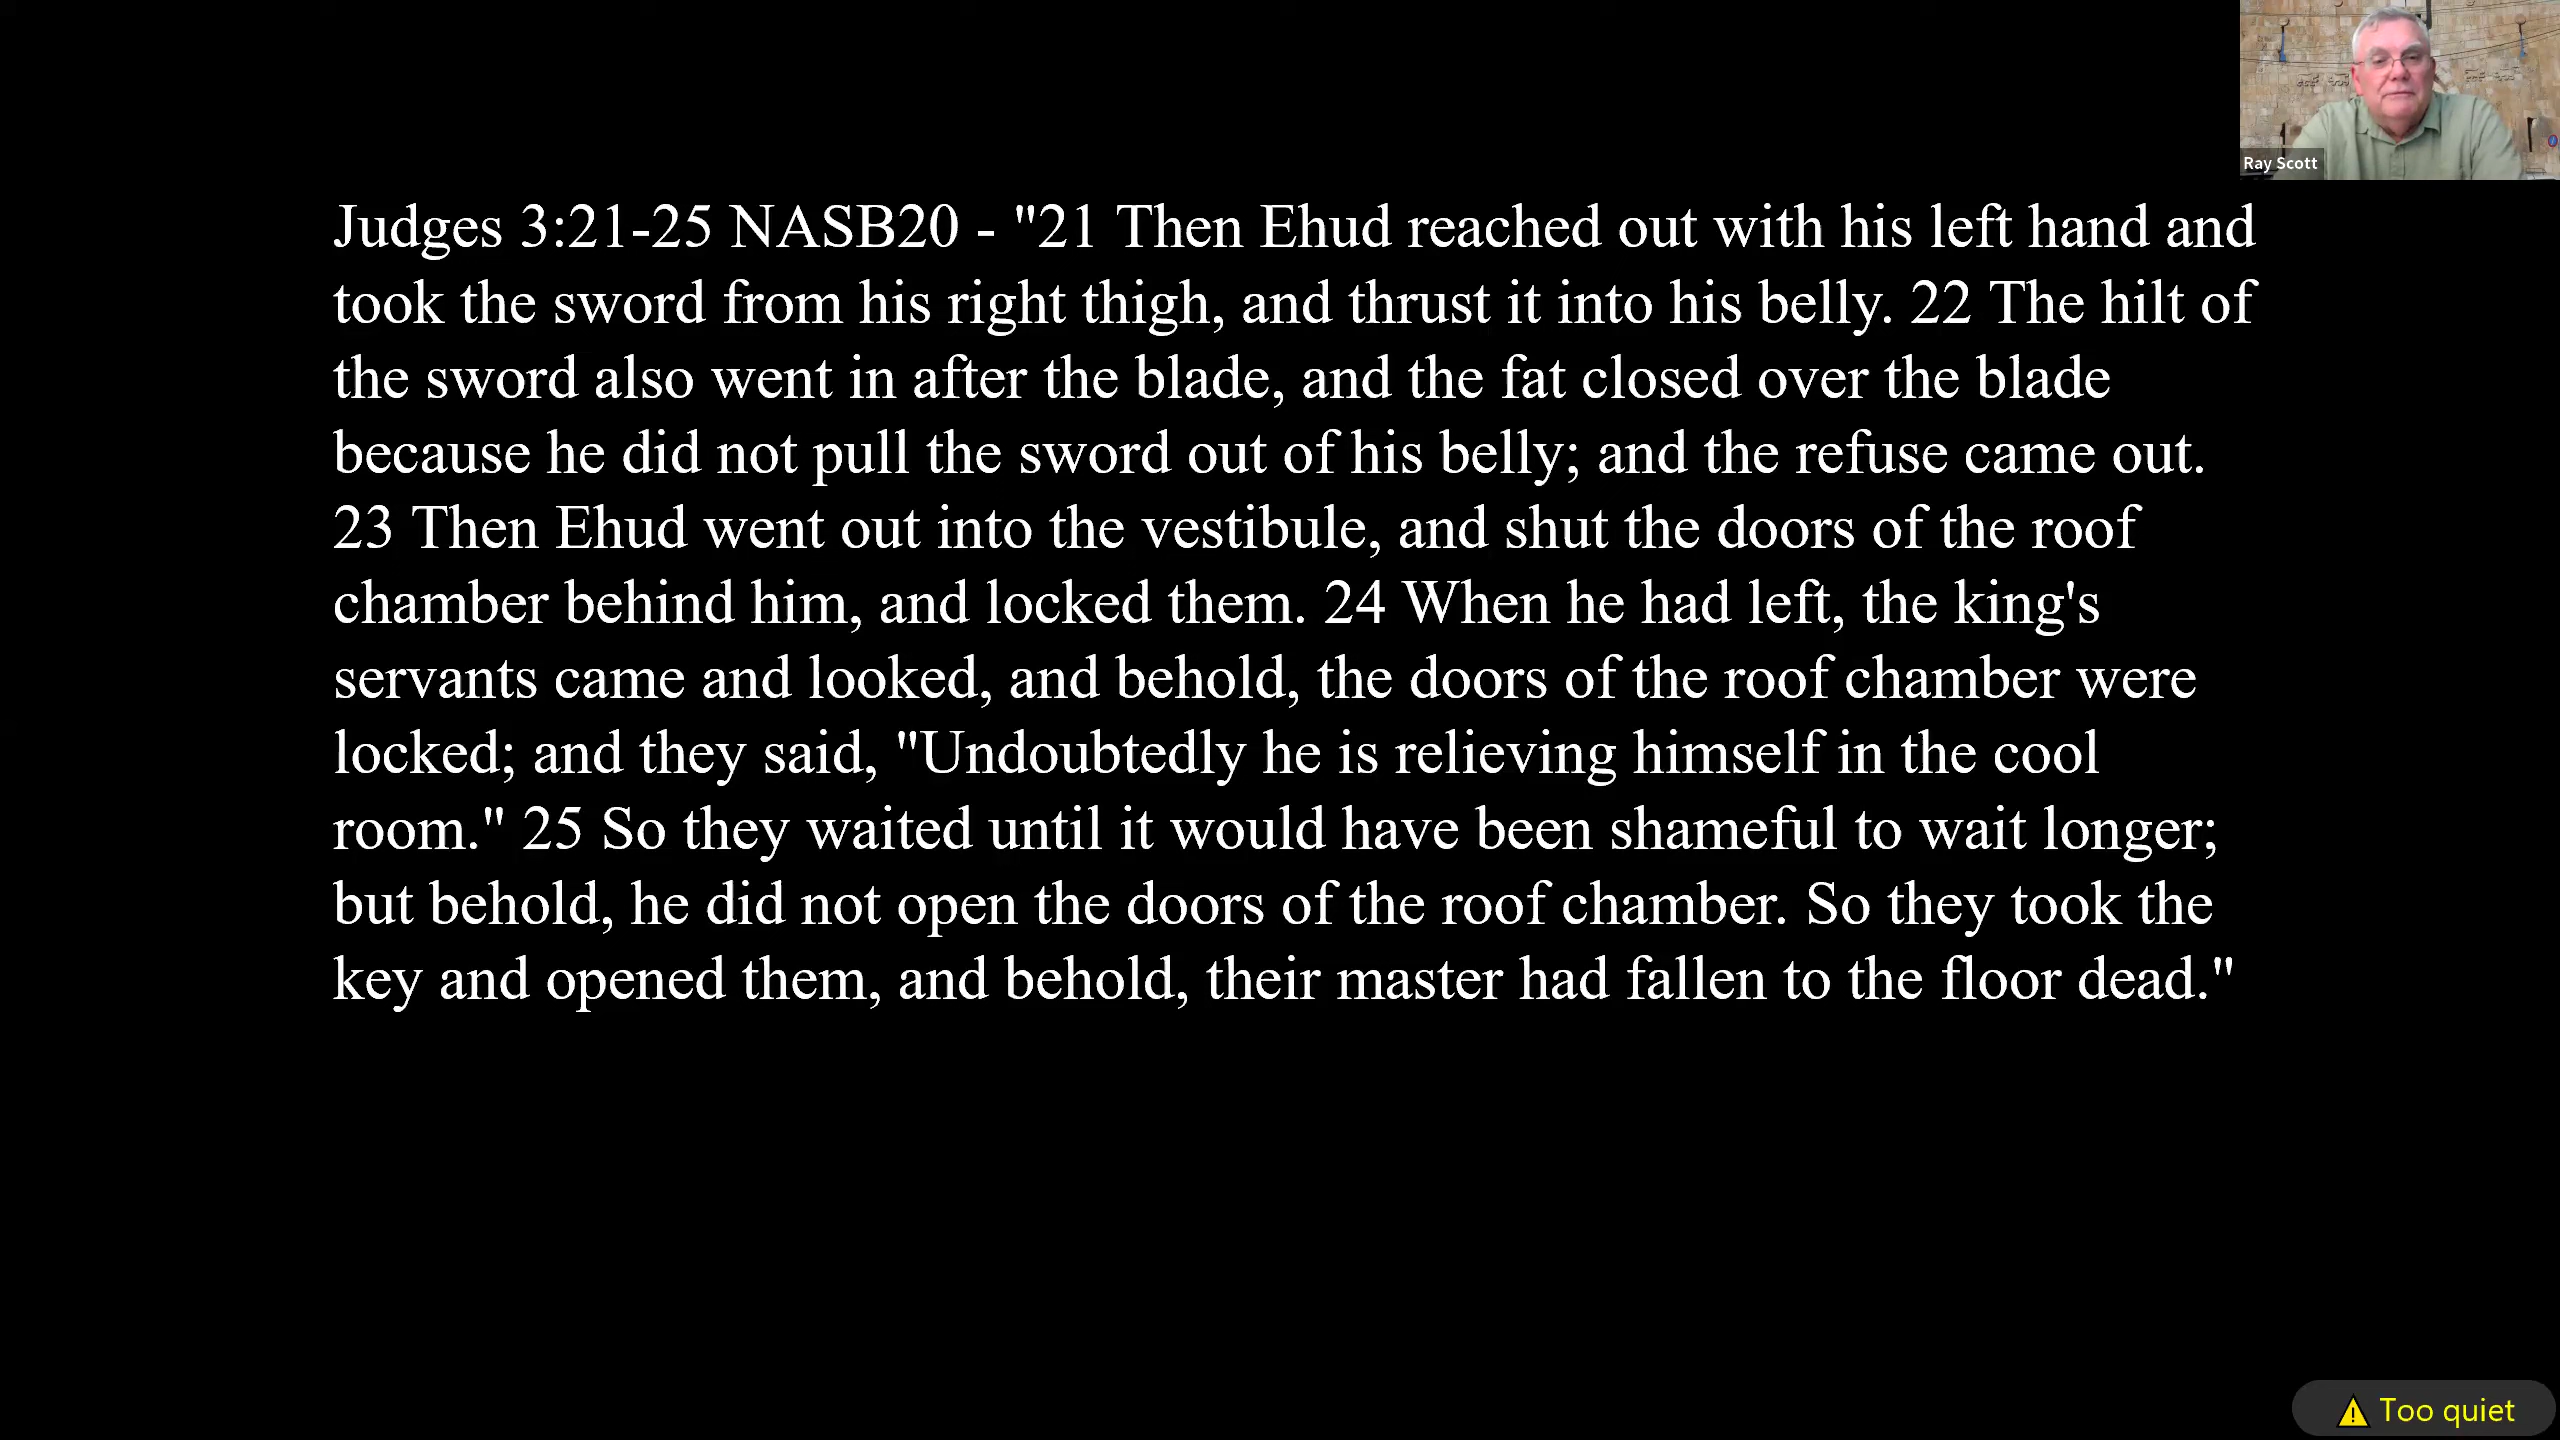 Ray Scott
Judges 3:21-25 NASB20 - "21 Then Ehud reached out with his left hand and
took the sword from his right thigh, and thrust it into his belly. 22 The hilt of
the sword also went in after the blade, and the fat closed over the blade
because he did not pull the sword out of his belly; and the refuse came out.
23 Then Ehud went out into the vestibule, and shut the doors of the roof
chamber behind him, and locked them. 24 When he had left, the king's
servants came and looked, and behold, the doors of the roof chamber were
locked; and they said, "Undoubtedly he is relieving himself in the cool
room." 25 So they waited until it would have been shameful to wait longer;
but behold, he did not open the doors of the roof chamber. So they took the
key and opened them, and behold, their master had fallen to the floor dead."
Too quiet